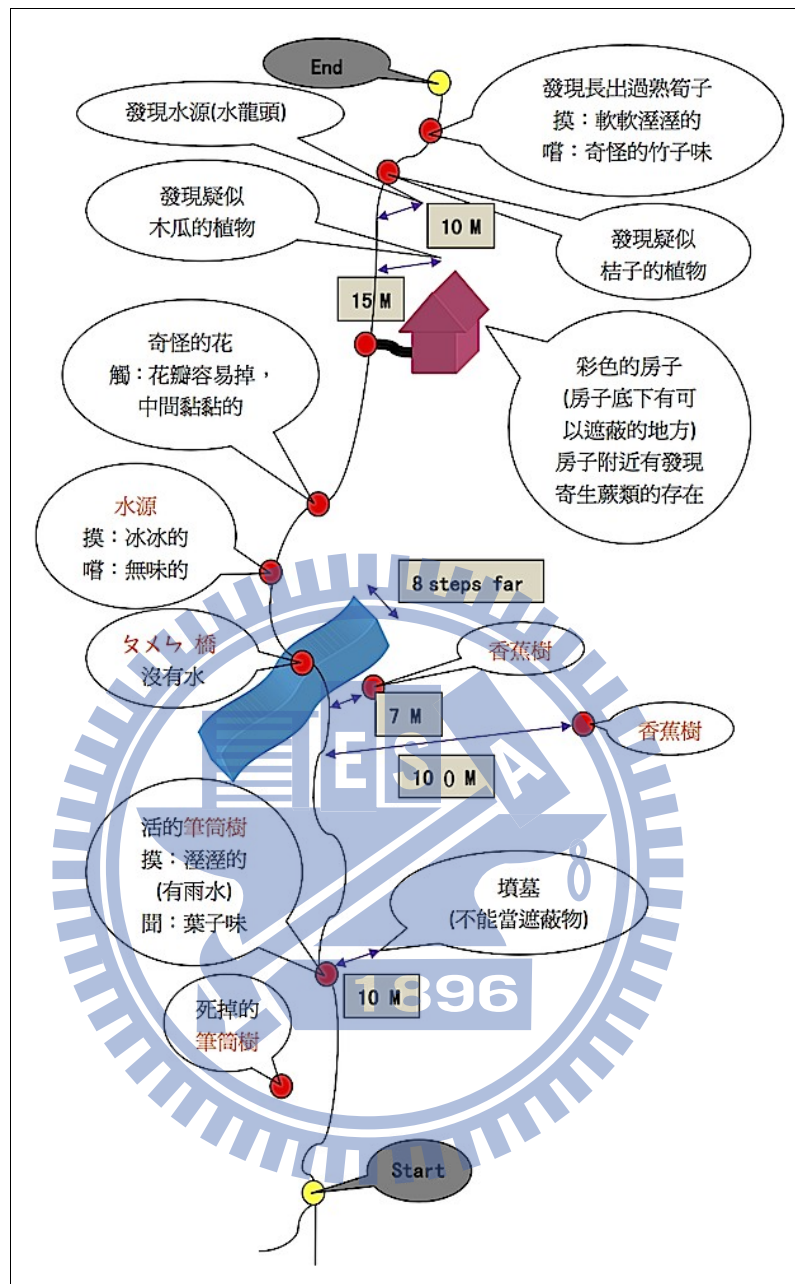 End
發現水源(水龍頭)
發現長出過熟筍子
摸：軟軟溼溼的
嚐：奇怪的竹子味
發現疑似
木瓜的植物
10 M
發現疑似
桔子的植物
15 M
奇怪的花
觸：花瓣容易掉，
中間黏黏的
彩色的房子
(房子底下有可
以遮蔽的地方)
房子附近有發現
寄生蕨類的存在
水源
摸：冰冰的
嚐：無味的
8 steps far
ㄆㄨㄣ 橋
沒有水
香蕉樹
7 M
香蕉樹
10 0 M
ESA
活的筆筒樹
摸：溼溼的
(有雨水)
聞：葉子味
墳墓
(不能當遮蔽物)
10 M
1896
死掉的
筆筒樹
Start